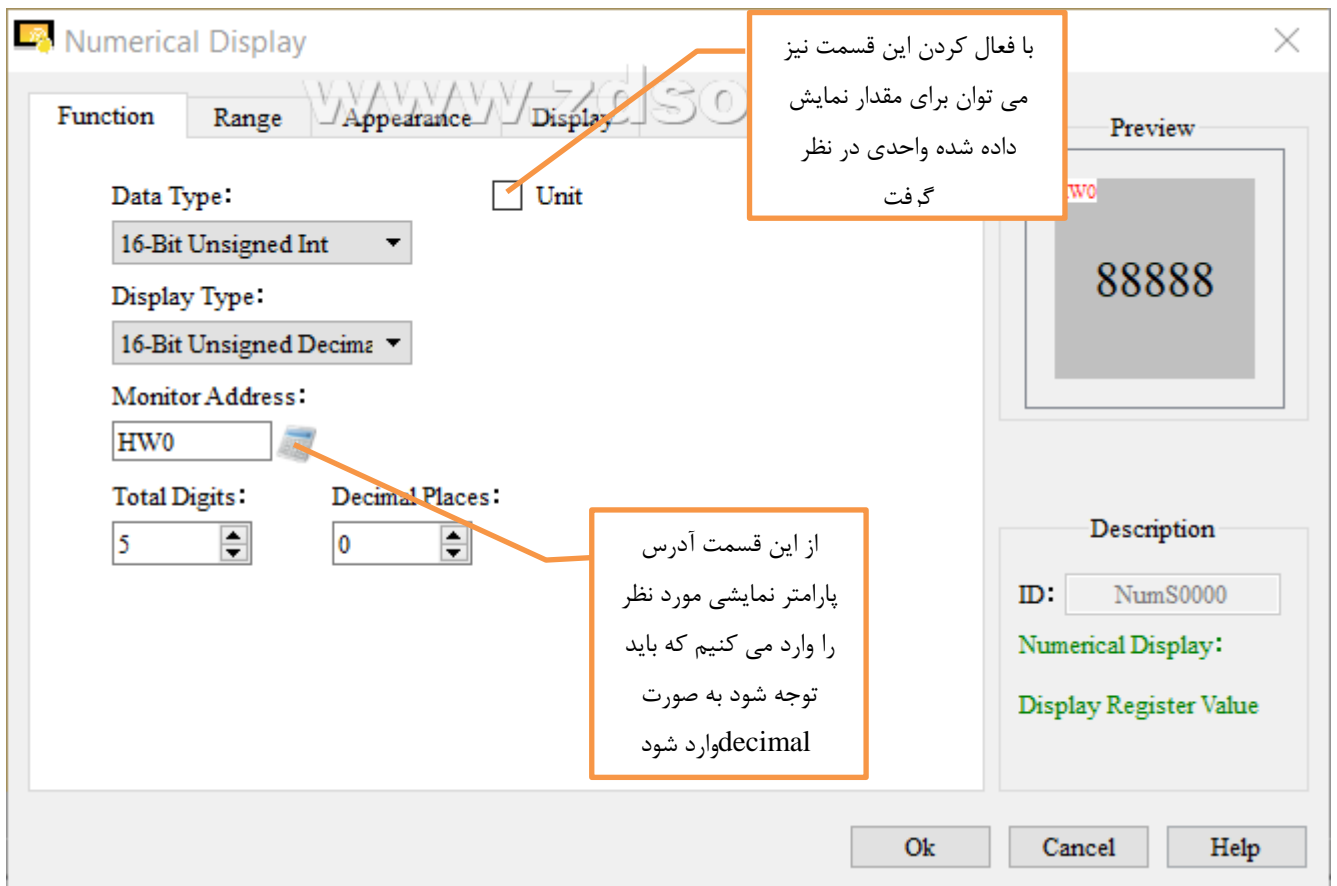 Numerical Display
با فعال کردن این قسمت نیز
می توان برای مقدار نمایش
داده شده واحدی در نظر
گرفت
www.zdso
Function Range Appearance Display
Preview
Data Type:
Unit
16-Bit Unsigned Int
W0
88888
Display Type:
16-Bit Unsigned Decima
Monitor Address:
HW0
Total Digits: Decimal Places:
5 0
از این قسمت آدرس
پارامتر نمایشی مورد نظر
را وارد می کنیم که باید
توجه شود به صورت
decimalوارد شود
Description
ID: NumS0000
Numerical Display:
Display Register Value
Ok Cancel Help